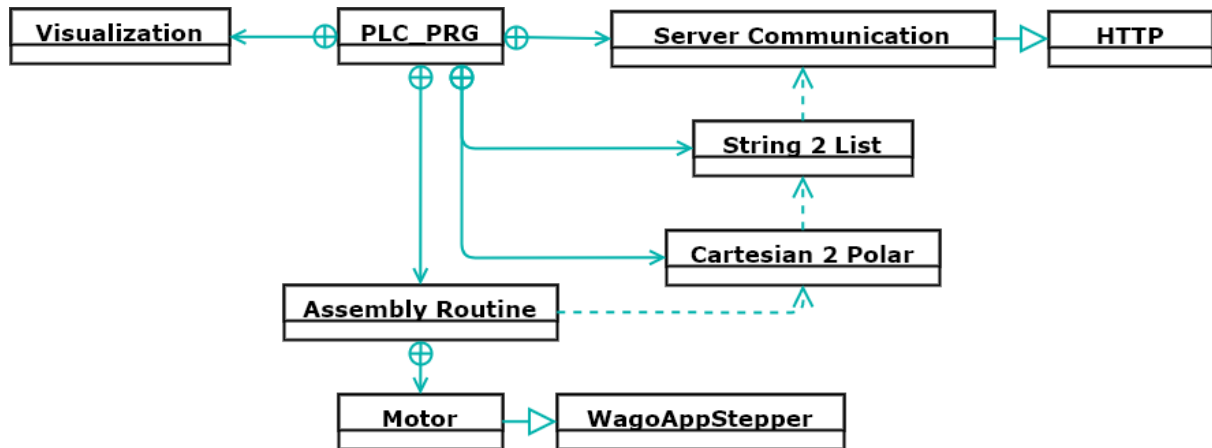 Visualization
PLC_PRG
Server Communication
HTTP
String 2 List
Cartesian 2 Polar
Assembly Routine
Motor
WagoAppStepper